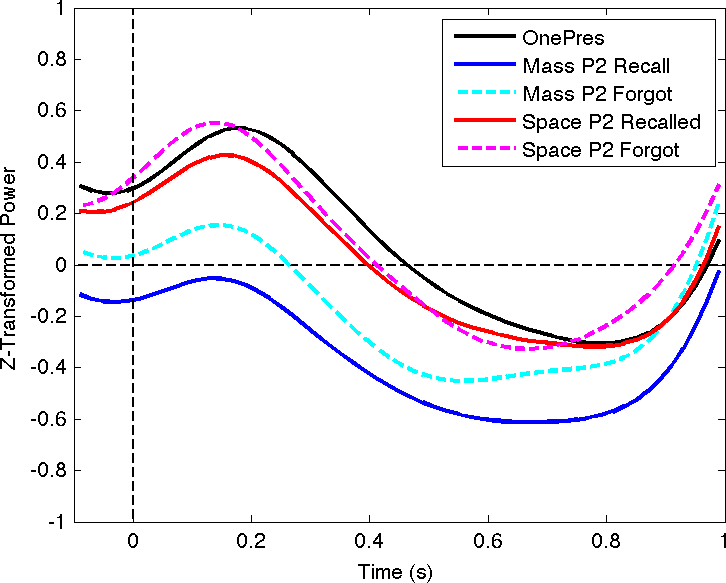 1
0.8
0.6
0.4
0.2
0
-0.2
-0.4
-0.6
-0.8
-1
Z-Transformed Power
OnePres
Mass P2 Recall
Mass P2 Forgot
Space P2 Recalled
Space P2 Forgot
0 0.2 0.4 0.6 0.8 1
Time (s)